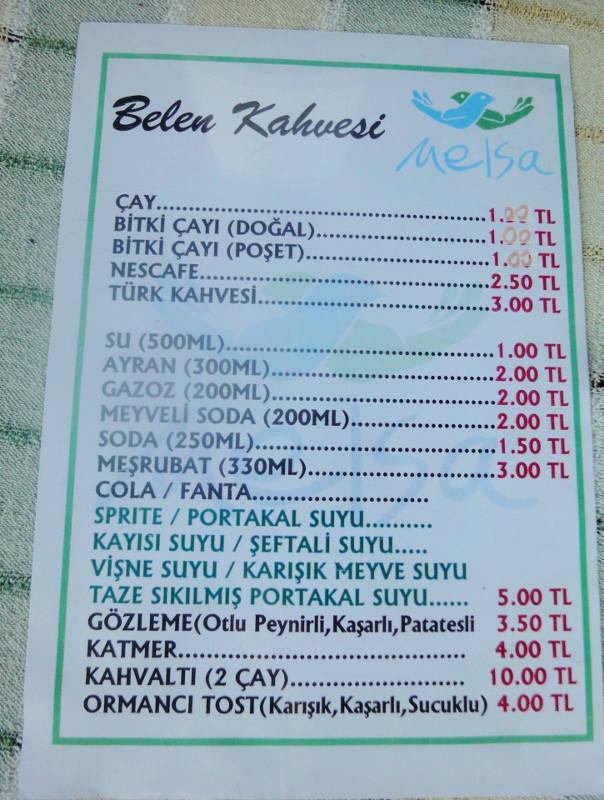 Belen Kahvesi
Melsa
ÇAY......................................................1.00 TL
BİTKİ ÇAYI (DOĞAL)............................1.00 TL
BİTKİ ÇAYI (POŞET)..............................1.00 TL
NESCAFE...............................................2.50 TL
TÜRK KAHVESİ......................................3.00 TL
SU (500ML)...........................................1.00 TL
AYRAN (300ML)....................................2.00 TL
GAZOZ (200ML)....................................2.00 TL
MEYVELİ SODA (200ML).......................2.00 TL
SODA (250ML)......................................1.50 TL
MEŞRUBAT (330ML)..............................3.00 TL
COLA / FANTA............................
SPRITE / PORTAKAL SUYU..........
KAYISI SUYU / ŞEFTALİ SUYU.....
VİŞNE SUYU / KARIŞIK MEYVE SUYU
TAZE SIKILMIŞ PORTAKAL SUYU...... 5.00 TL
GÖZLEME(Otlu Peynirli,Kaşarlı,Patatesli 3.50 TL
KATMER.............................................. 4.00 TL
KAHVALTI (2 ÇAY)............................ 10.00 TL
ORMANCI TOST(Karışık,Kaşarlı,Sucuklu) 4.00 TL